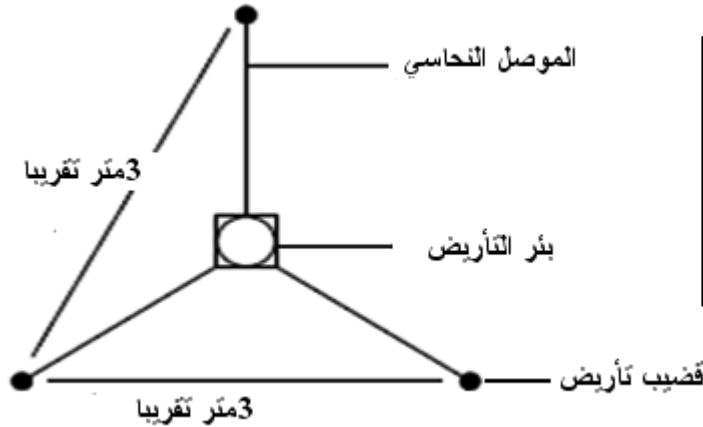 الموصل النحاسي
3متر تقريبا
بئر التأريض
قضيب تأريض
3متر تقريبا